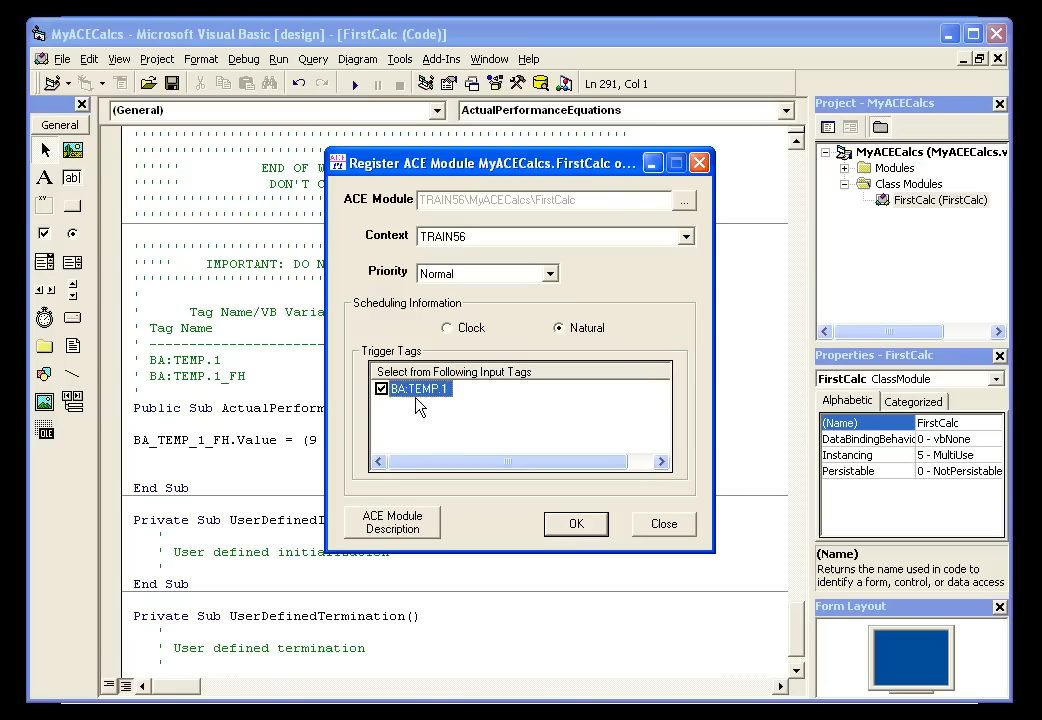 MyACECalcs - Microsoft Visual Basic [design] - [FirstCalc (Code)]
File Edit View Project Format Debug Run Query Diagram Tools Add-Ins Window Help
Ln 291, Col 1
General
(General)
ActualPerformanceEquations
' ' ' ' ' ' END OF W
' ' ' ' ' ' DON'T C
' ' ' ' ' IMPORTANT: DO N
' Tag Name/VB Varia
' Tag Name
' BA:TEMP.1
' BA:TEMP.1_FH
Public Sub ActualPerform
BA_TEMP_1_FH.Value = (9
End Sub
Private Sub UserDefinedI
' User defined initialization
End Sub
Private Sub UserDefinedTermination()
' User defined termination
Register ACE Module MyACECalcs.FirstCalc o...
ACE Module TRAIN56\MyACECalcs\FirstCalc ...
Context TRAIN56
Priority Normal
Scheduling Information
Clock Natural
Trigger Tags
Select from Following Input Tags
BA:TEMP.1
ACE Module Description
OK
Close
Project - MyACECalcs
MyACECalcs (MyACECalcs.v
Modules
Class Modules
FirstCalc (FirstCalc)
Properties - FirstCalc
FirstCalc ClassModule
Alphabetic Categorized
(Name) FirstCalc
DataBindingBehavic 0 - vbNone
Instancing 5 - MultiUse
Persistable 0 - NotPersistable
(Name)
Returns the name used in code to
identify a form, control, or data access
Form Layout